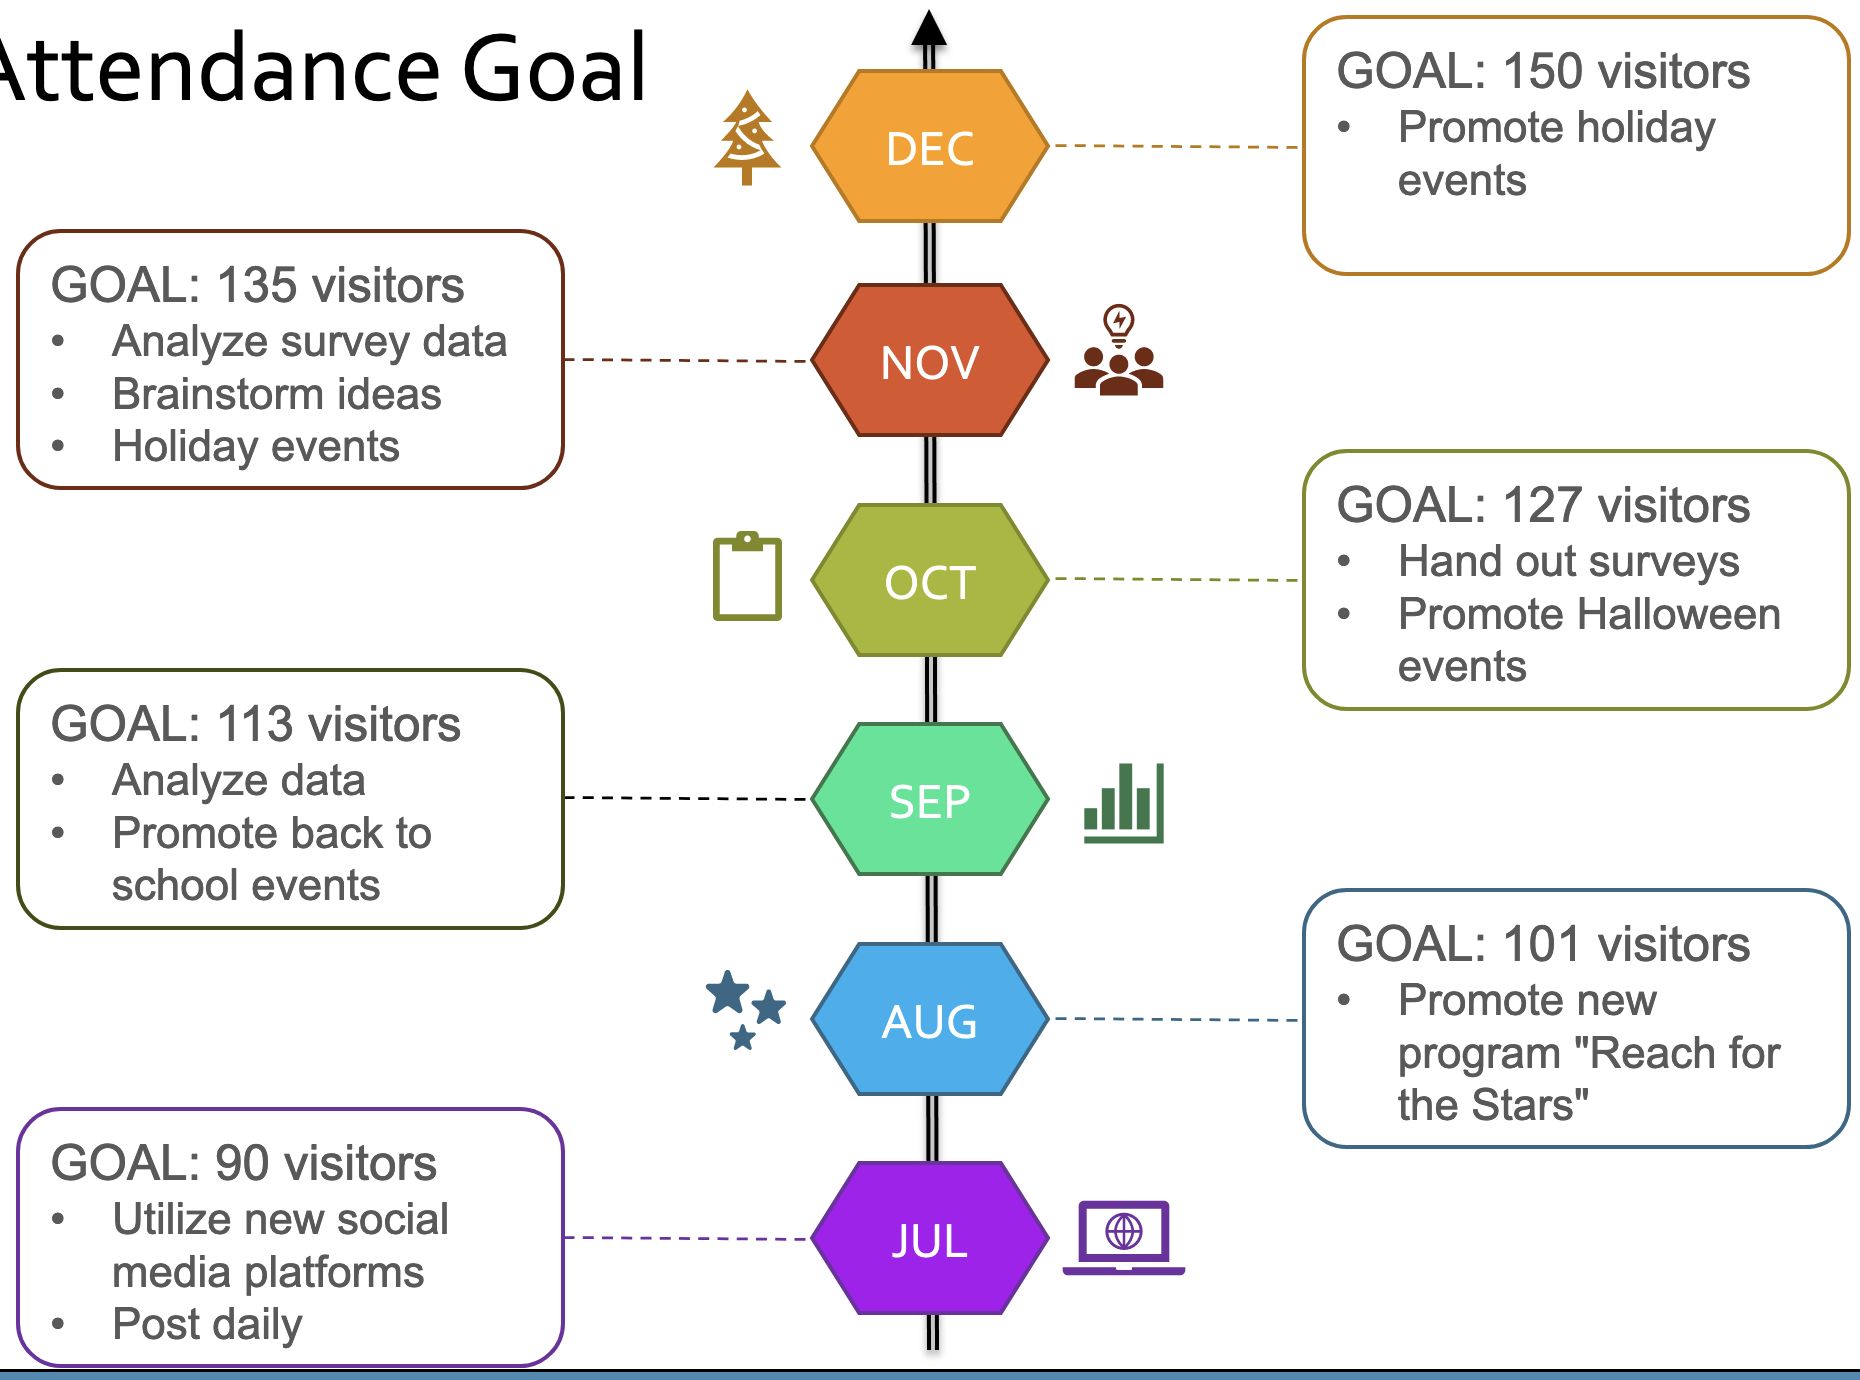 Attendance Goal
DEC
GOAL: 150 visitors
• Promote holiday
events
GOAL: 135 visitors
• Analyze survey data
• Brainstorm ideas
• Holiday events
NOV
OCT
GOAL: 127 visitors
• Hand out surveys
• Promote Halloween
events
GOAL: 113 visitors
• Analyze data
• Promote back to
school events
SEP
AUG
GOAL: 101 visitors
• Promote new
program "Reach for
the Stars"
GOAL: 90 visitors
• Utilize new social
media platforms
• Post daily
JUL